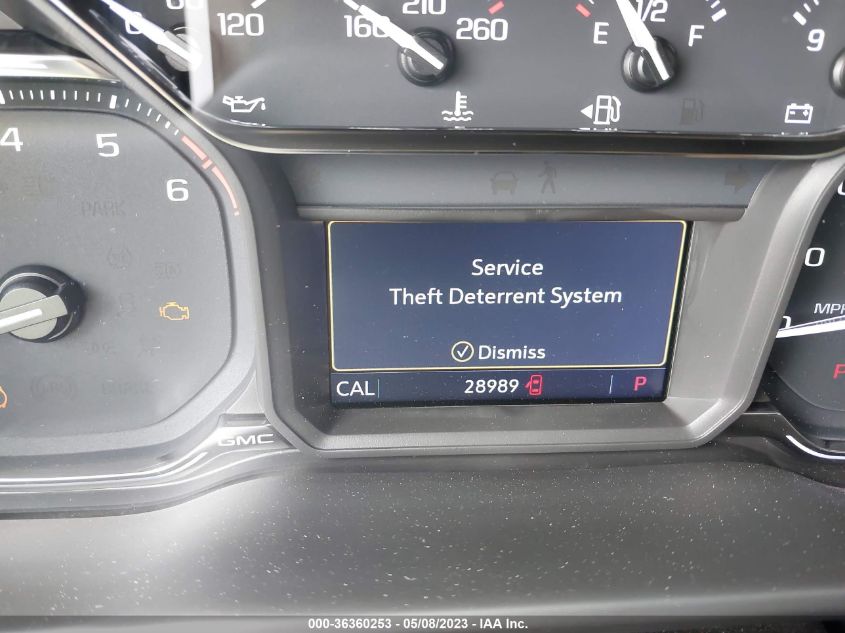 60 120
160 210 260
E 1/2 F
9
4 5 6
PARK
Service
Theft Deterrent System
Dismiss
CAL 28989 P
MPH
GMC
000-36360253 - 05/08/2023 - IAA Inc.